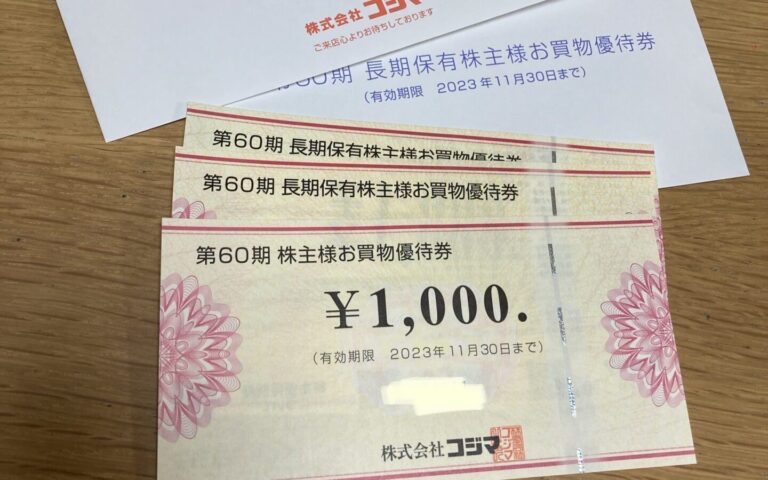 株式会社コジマ
ご来店心よりお待ちしております
期 長期保有株主様お買物優待券
(有効期限 2023年11月30日まで)
第60期 長期保有株主様お買物優待券
第60期 長期保有株主様お買物優待券
第60期 株主様お買物優待券
¥1,000.
(有効期限 2023年11月30日まで)
株式会社コジマ